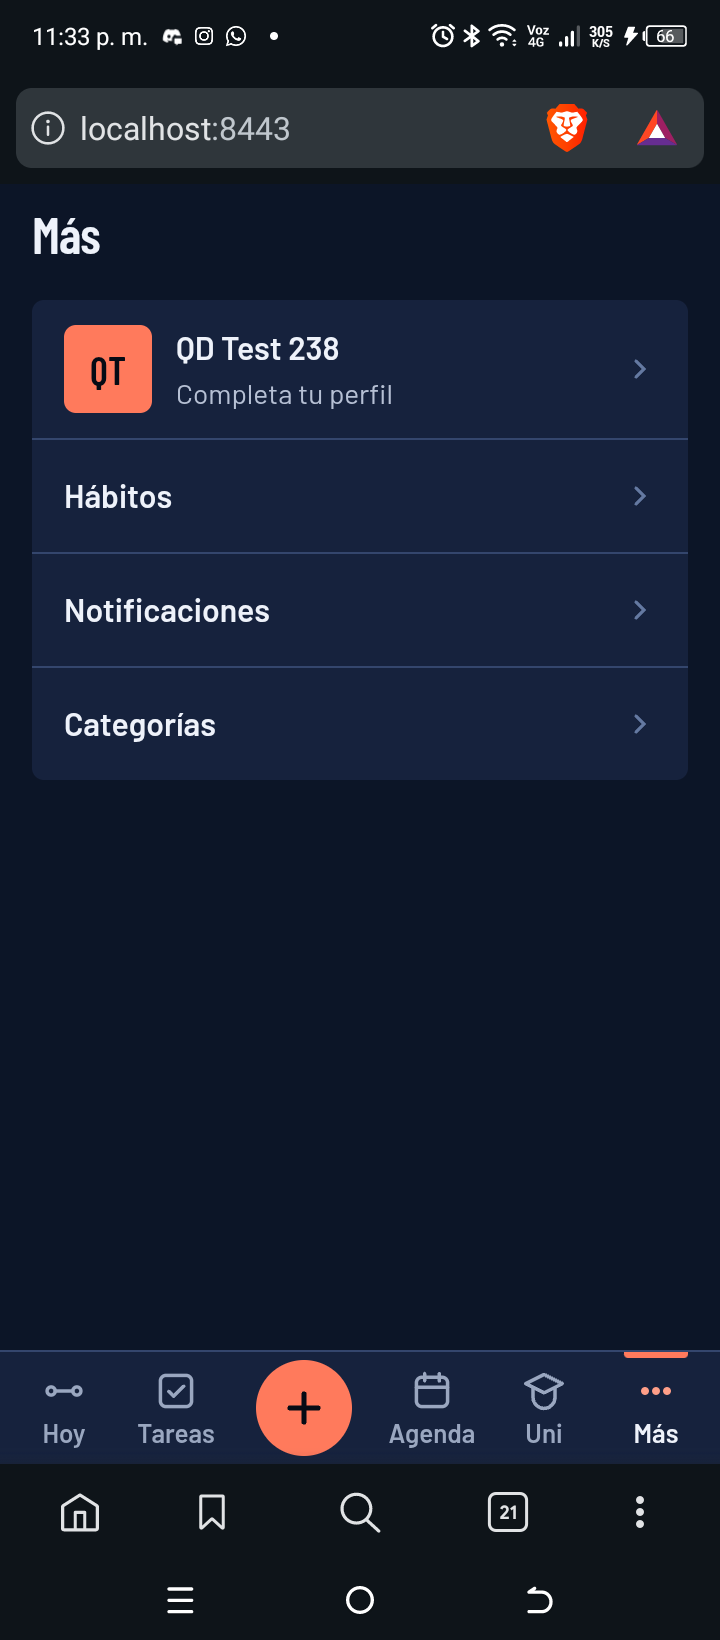 11:33 p. m.
Voz
4G
305
K/S
66
localhost:8443
Más
QT
QD Test 238
Completa tu perfil
Hábitos
Notificaciones
Categorías
Hoy
Tareas
Agenda
Uni
Más
21